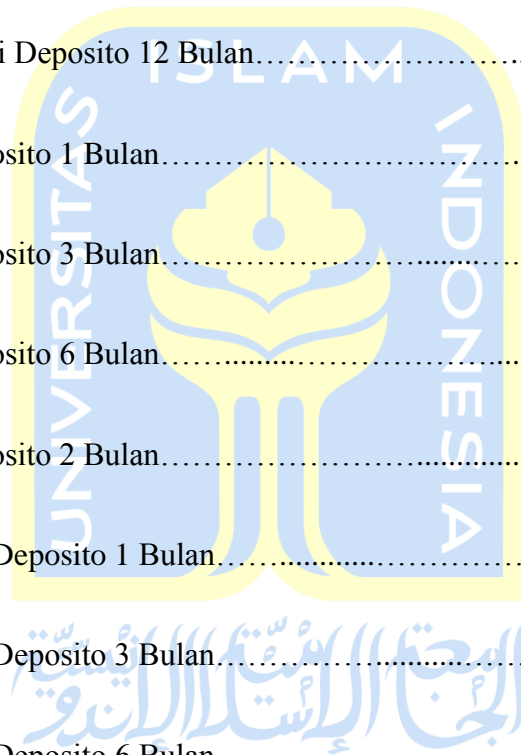 i Deposito 12 Bulan……………………..
osito 1 Bulan………………………………….
osito 3 Bulan……………………….........….
osito 6 Bulan…….........…………………....
osito 2 Bulan……………………….............
Deposito 1 Bulan……............……………
Deposito 3 Bulan……………...........……
Deposito 6 Bulan
UNIVERSITAS ISLAM INDONESIA